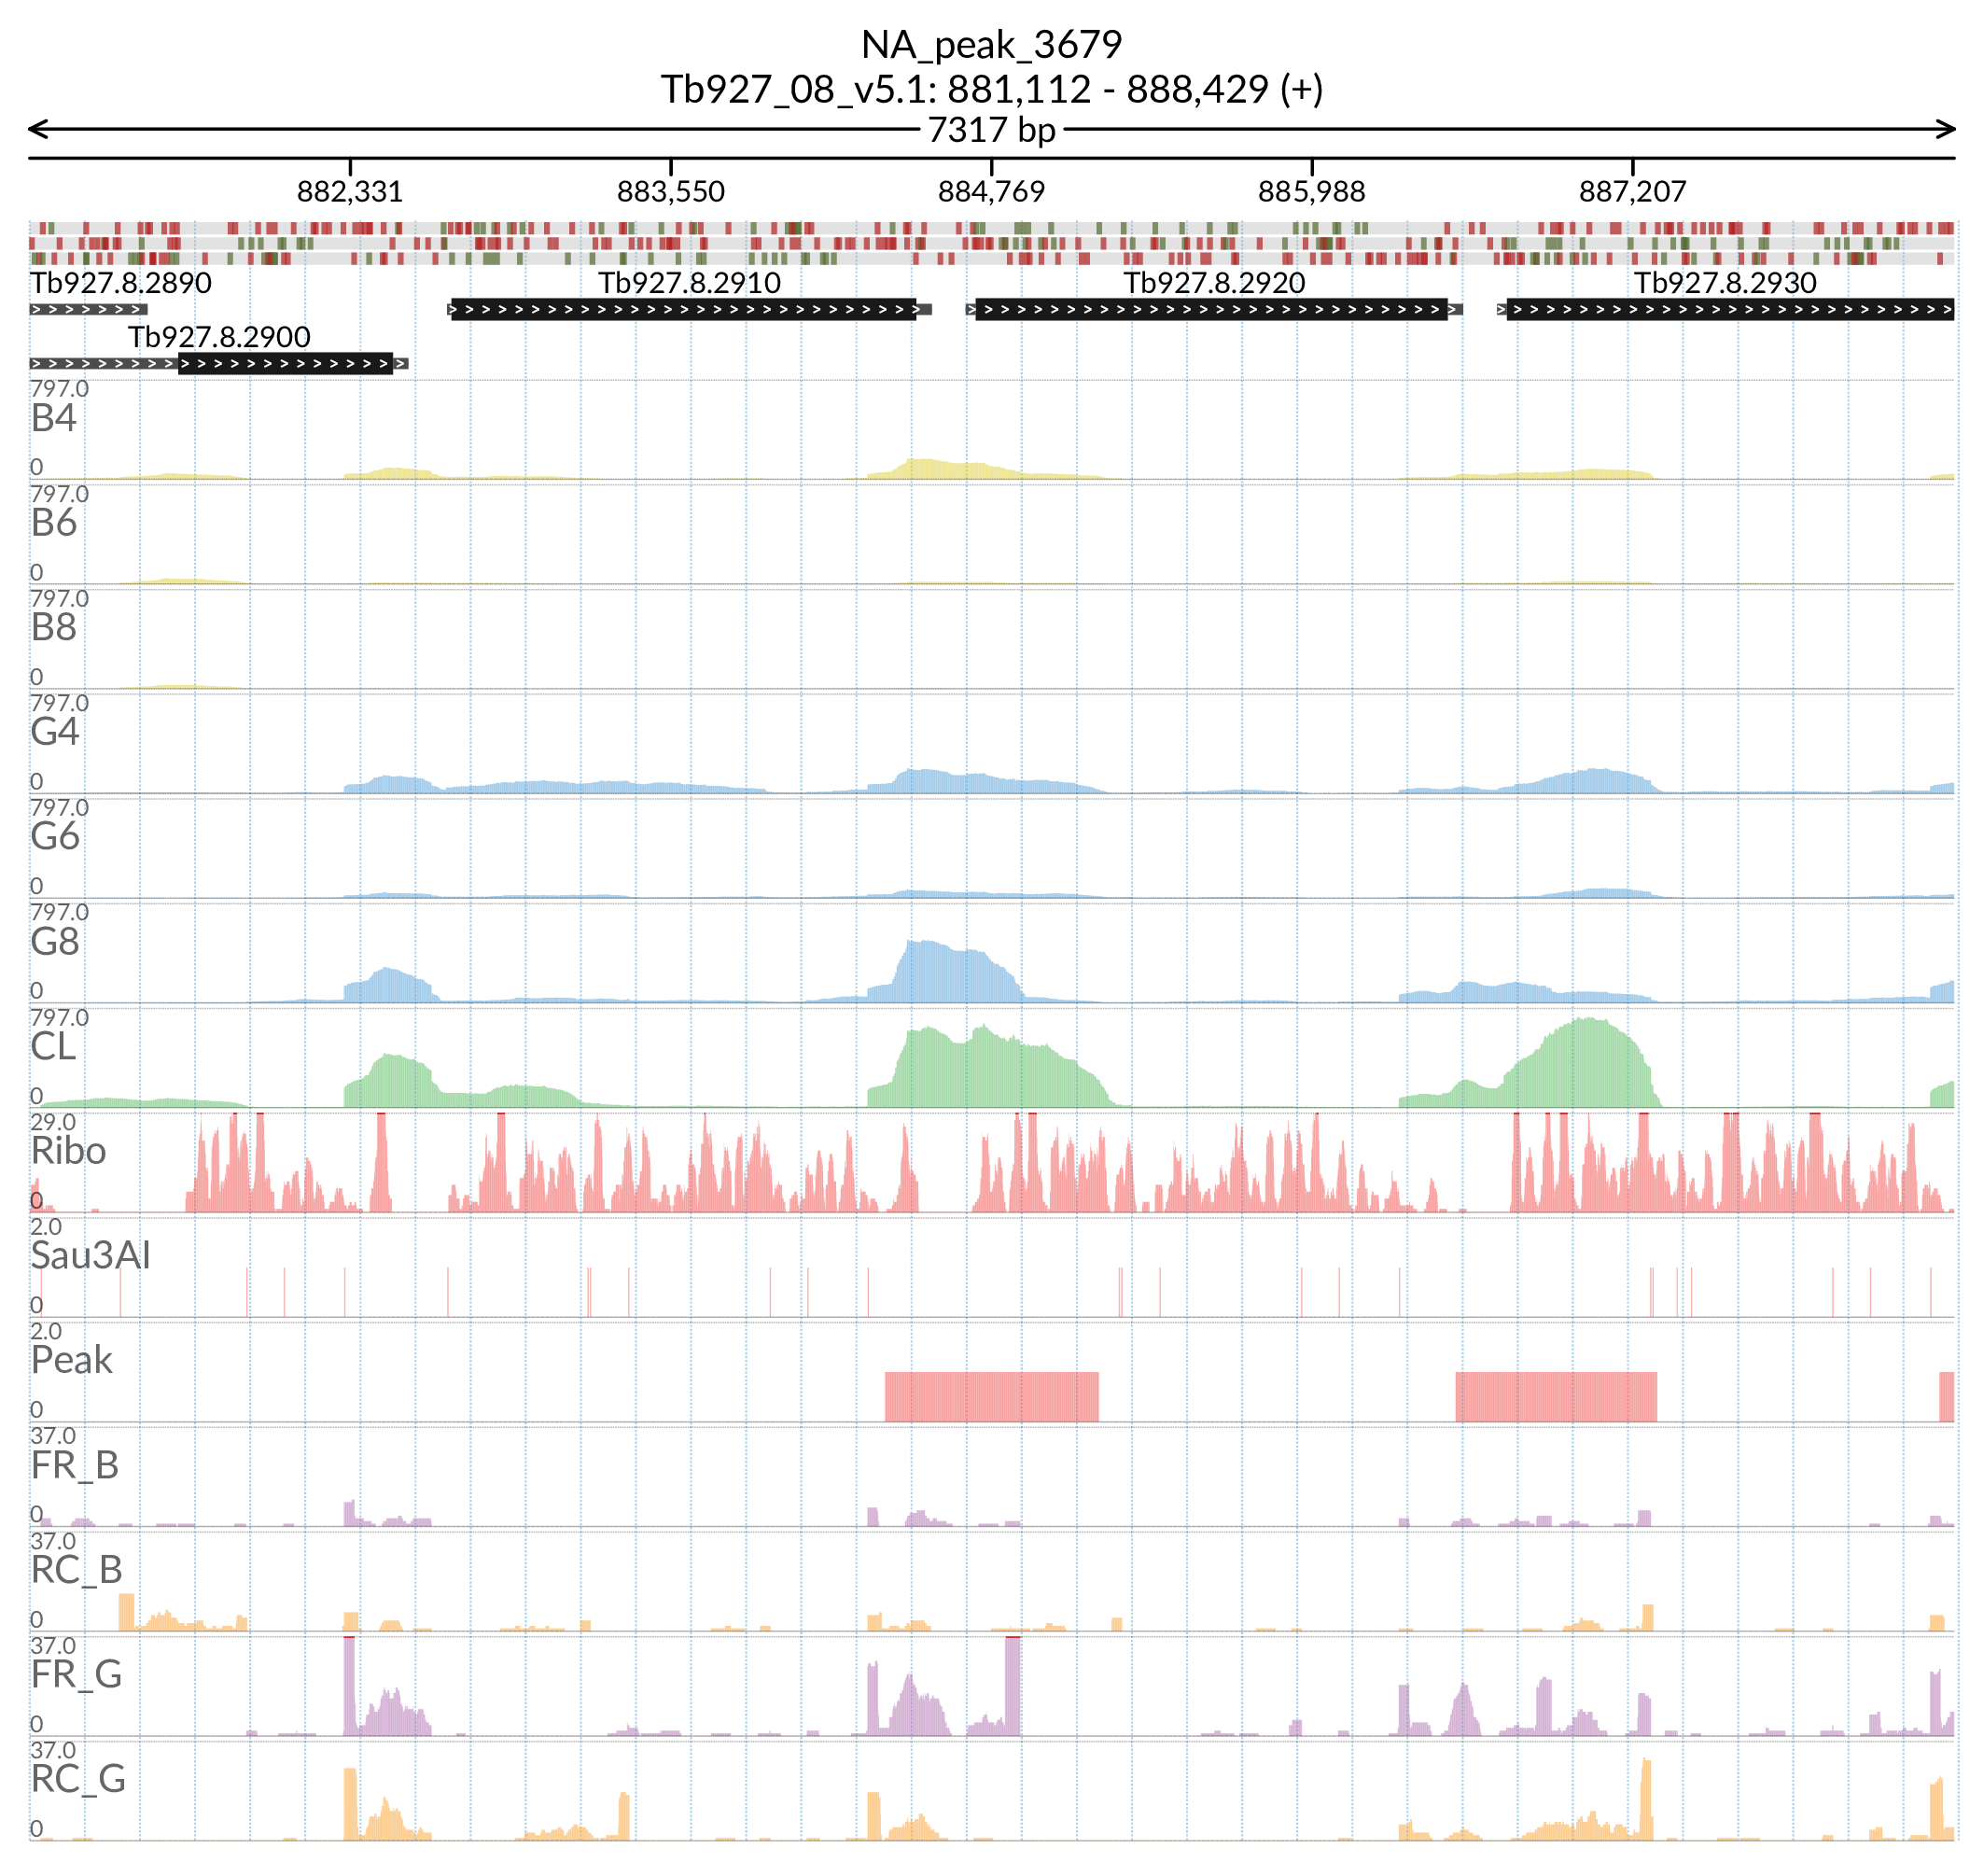 NA_peak_3679
Tb927_08_v5.1: 881,112 - 888,429 (+)
7317 bp
882,331 883,550 884,769 885,988 887,207
Tb927.8.2890 Tb927.8.2910 Tb927.8.2920 Tb927.8.2930
Tb927.8.2900
797.0
B4
0
797.0
B6
0
797.0
B8
0
797.0
G4
0
797.0
G6
0
797.0
G8
0
797.0
CL
0
29.0
Ribo
0
2.0
Sau3AI
0
2.0
Peak
0
37.0
FR_B
0
37.0
RC_B
0
37.0
FR_G
0
37.0
RC_G
0